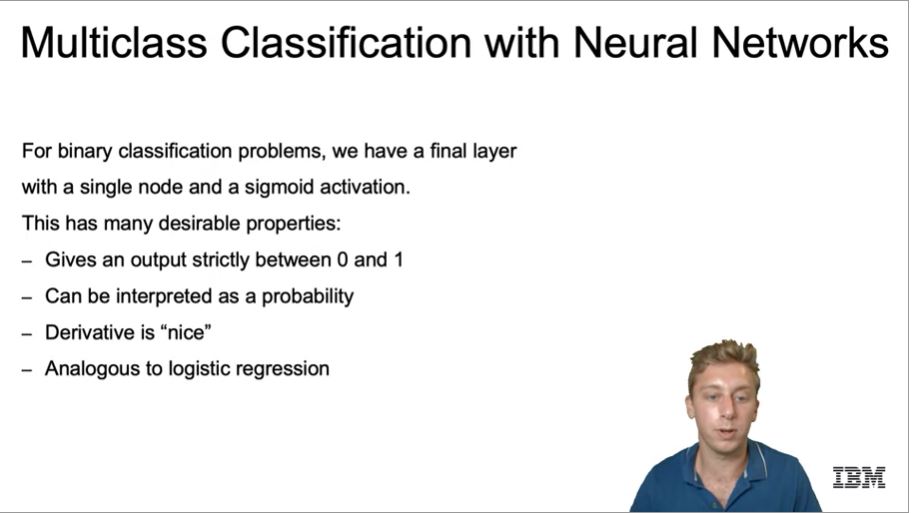 Multiclass Classification with Neural Networks
For binary classification problems, we have a final layer
with a single node and a sigmoid activation.
This has many desirable properties:
– Gives an output strictly between 0 and 1
– Can be interpreted as a probability
– Derivative is “nice”
– Analogous to logistic regression
IBM